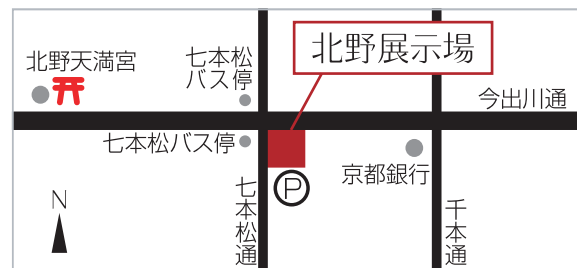 北野展示場
北野天満宮
七本松
バス停
今出川通
七本松バス停
京都銀行
P
N
七本松通
千本通